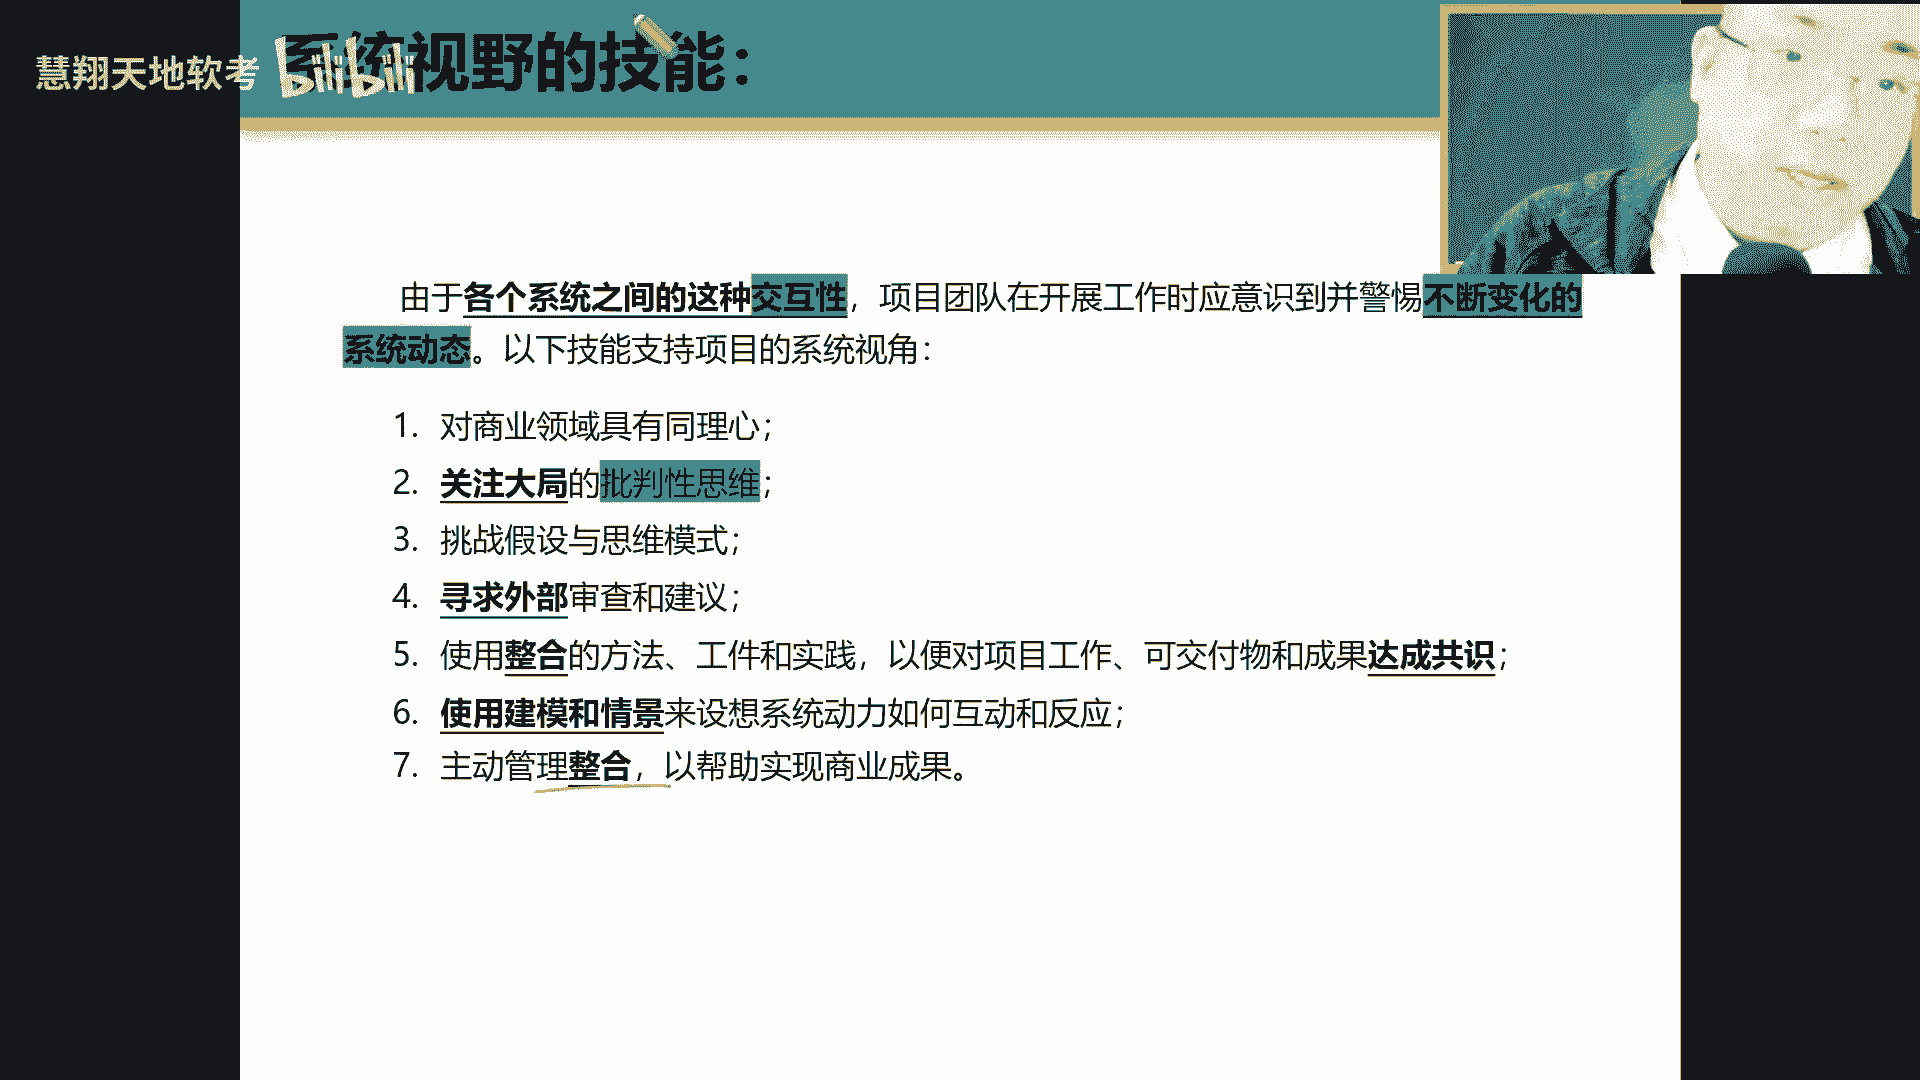 系统视野的技能：
慧翔天地软考
bilibili
由于各个系统之间的这种交互性，项目团队在开展工作时应意识到并警惕不断变化的
系统动态。以下技能支持项目的系统视角：
1. 对商业领域具有同理心；
2. 关注大局的批判性思维；
3. 挑战假设与思维模式；
4. 寻求外部审查和建议；
5. 使用整合的方法、工件和实践，以便对项目工作、可交付物和成果达成共识；
6. 使用建模和情景来设想系统动力如何互动和反应；
7. 主动管理整合，以帮助实现商业成果。